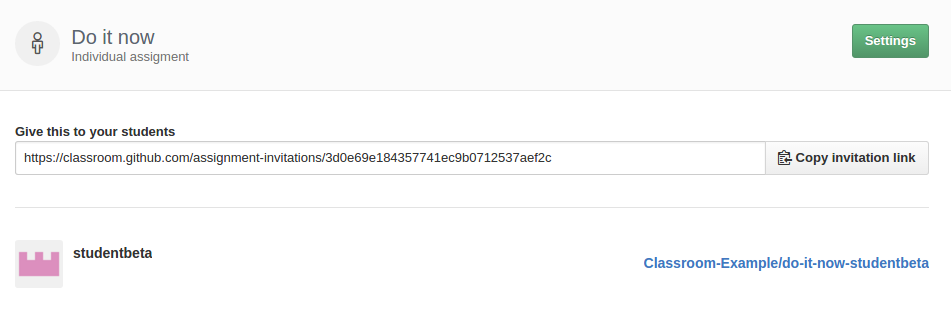 Do it now
Individual assigment
Settings
Give this to your students
https://classroom.github.com/assignment-invitations/3d0e69e184357741ec9b0712537aef2c
Copy invitation link
studentbeta
Classroom-Example/do-it-now-studentbeta